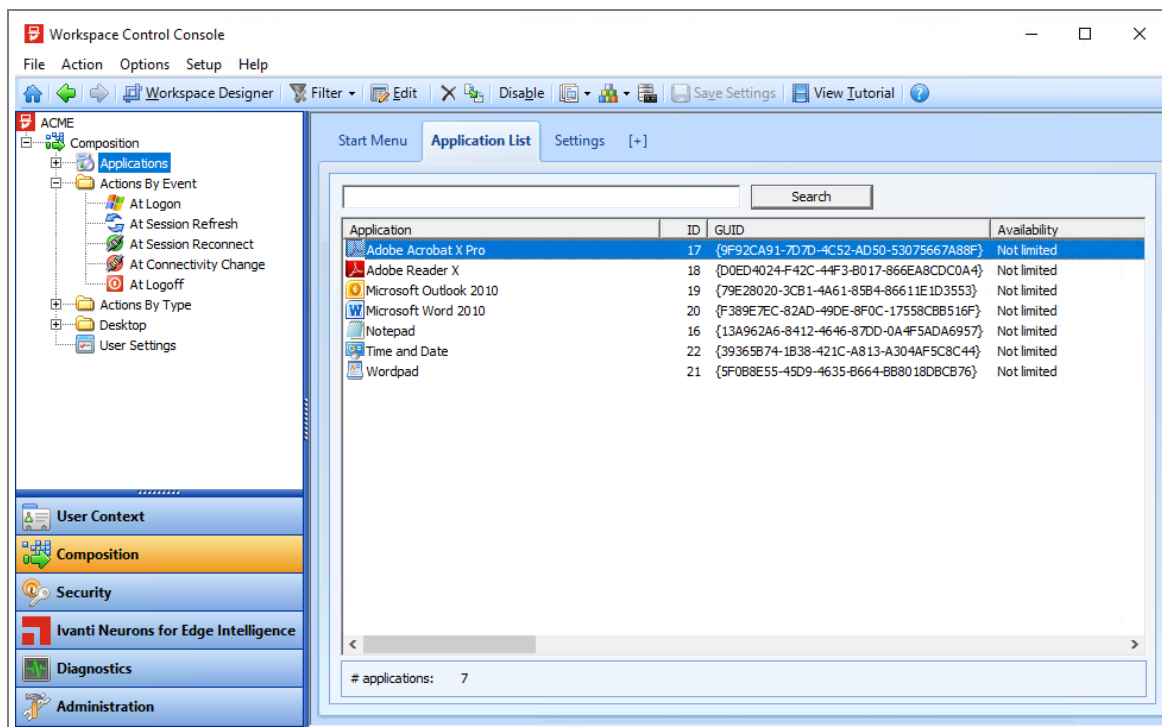 Workspace Control Console
File Action Options Setup Help
Workspace Designer Filter Edit Disable Save Settings View Tutorial
ACME
Composition
Applications
Actions By Event
At Logon
At Session Refresh
At Session Reconnect
At Connectivity Change
At Logoff
Actions By Type
Desktop
User Settings
User Context
Composition
Security
Ivanti Neurons for Edge Intelligence
Diagnostics
Administration
Start Menu Application List Settings [+]
Search
Application ID GUID Availability
Adobe Acrobat X Pro 17 {9F92CA91-7D7D-4C52-AD50-53075667A88F} Not limited
Adobe Reader X 18 {D0ED4024-F42C-44F3-B017-866EA8CDC0A4} Not limited
Microsoft Outlook 2010 19 {79E28020-3CB1-4A61-85B4-86611E1D3553} Not limited
Microsoft Word 2010 20 {F389E7EC-82AD-49DE-8F0C-17558CBB516F} Not limited
Notepad 16 {13A962A6-8412-4646-87DD-0A4F5ADA6957} Not limited
Time and Date 22 {39365B74-1B38-421C-A813-A304AF5C8C44} Not limited
Wordpad 21 {5F0B8E55-45D9-4635-B664-BB8018DBCB76} Not limited
# applications: 7